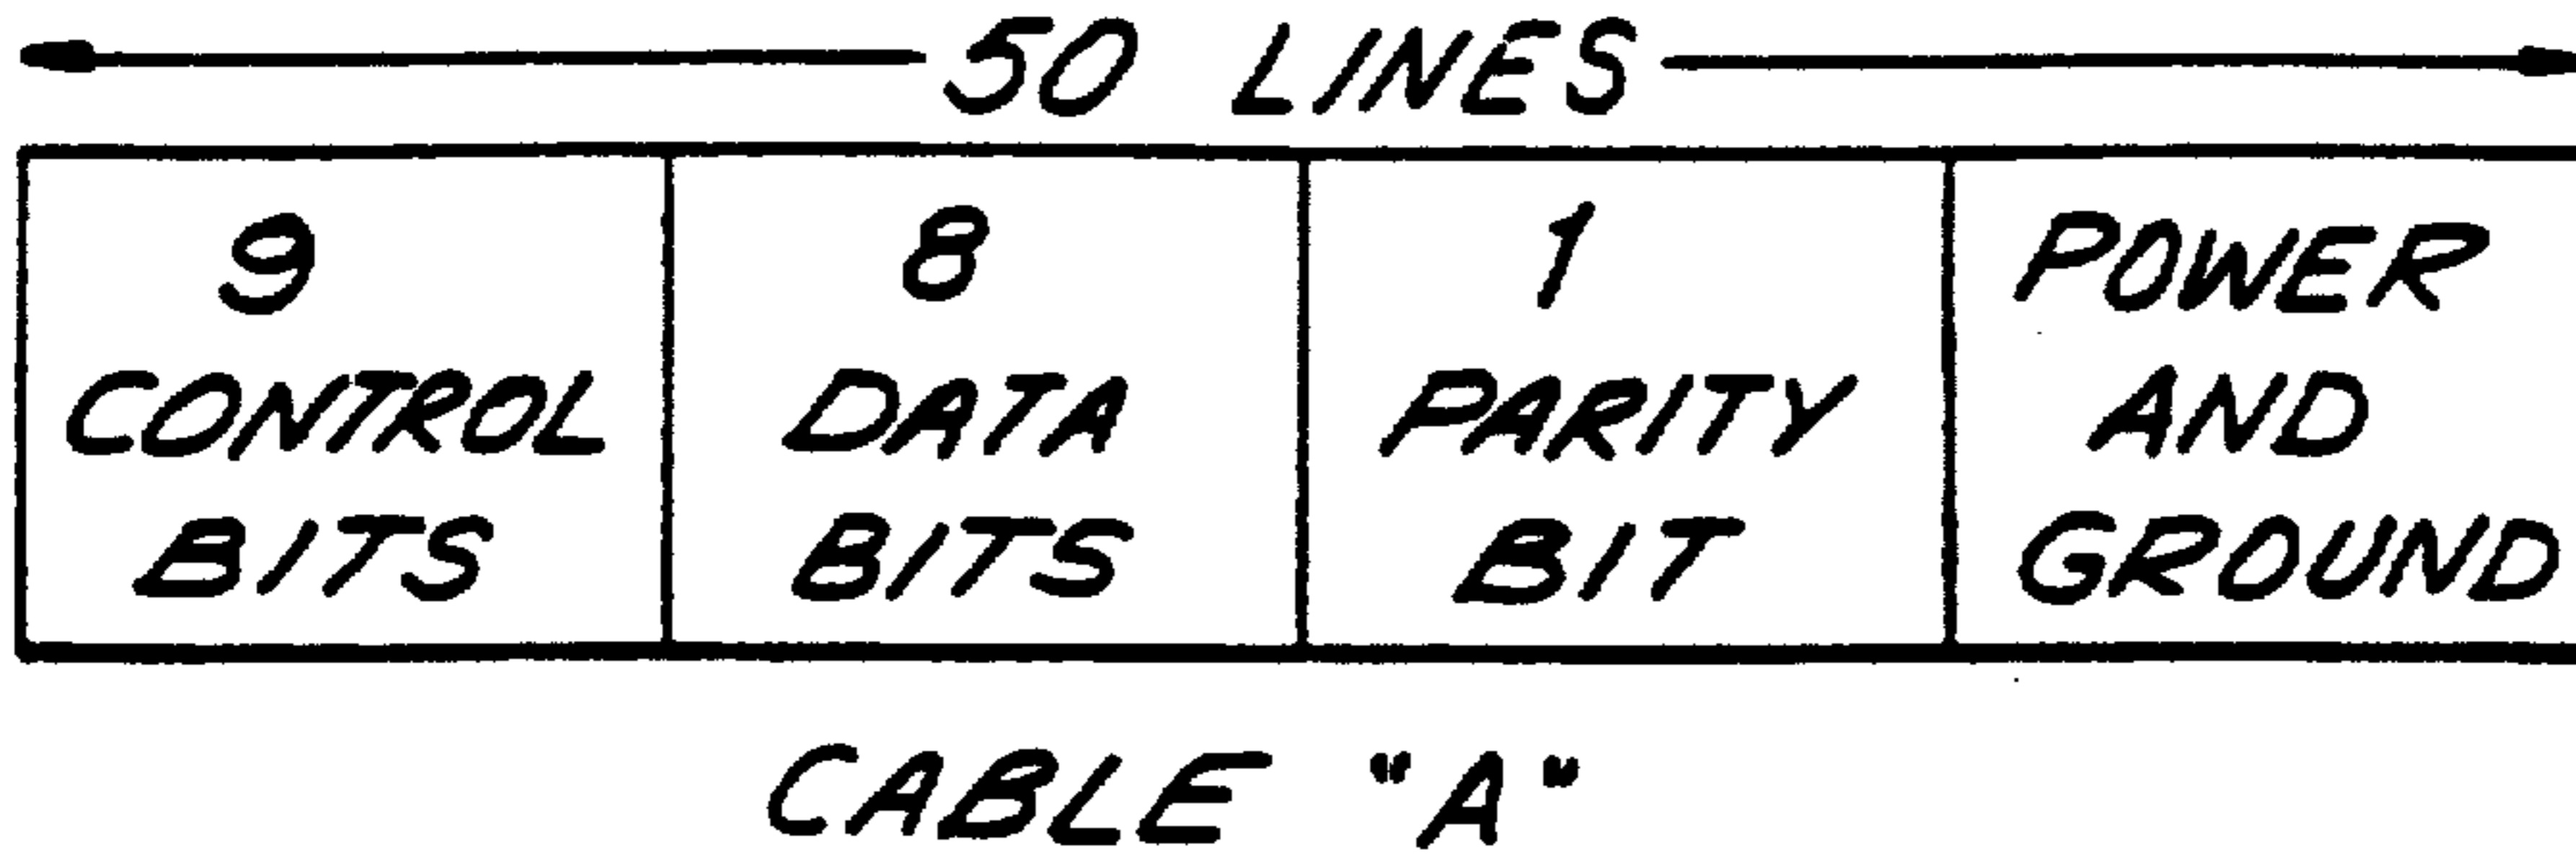 50 LINES
9
CONTROL
BITS
8
DATA
BITS
1
PARITY
BIT
POWER
AND
GROUND
CABLE "A"